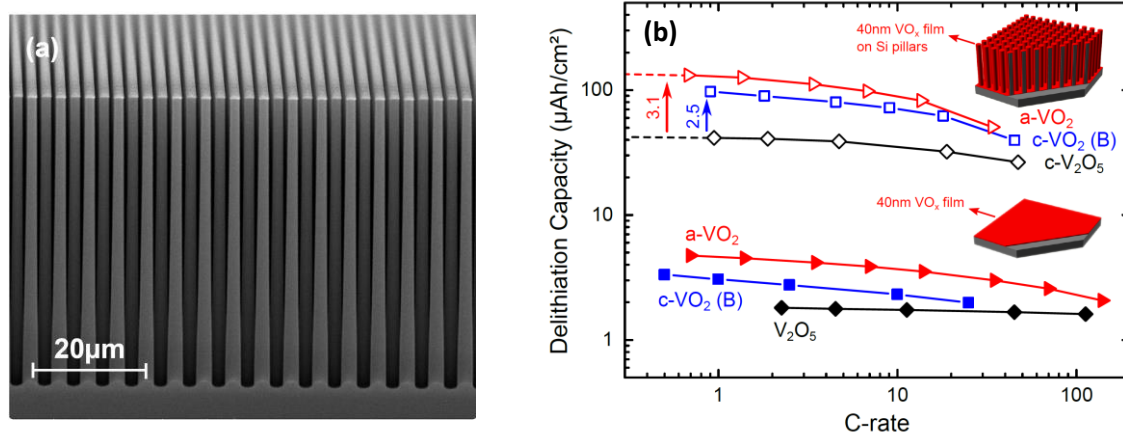 (a)
20µm
(b)
Delithiation Capacity (µAh/cm²)
100
10
1
40nm VOₓ film
on Si pillars
3.1
2.5
a-VO₂
c-VO₂ (B)
c-V₂O₅
40nm VOₓ film
a-VO₂
c-VO₂ (B)
V₂O₅
1
10
100
C-rate